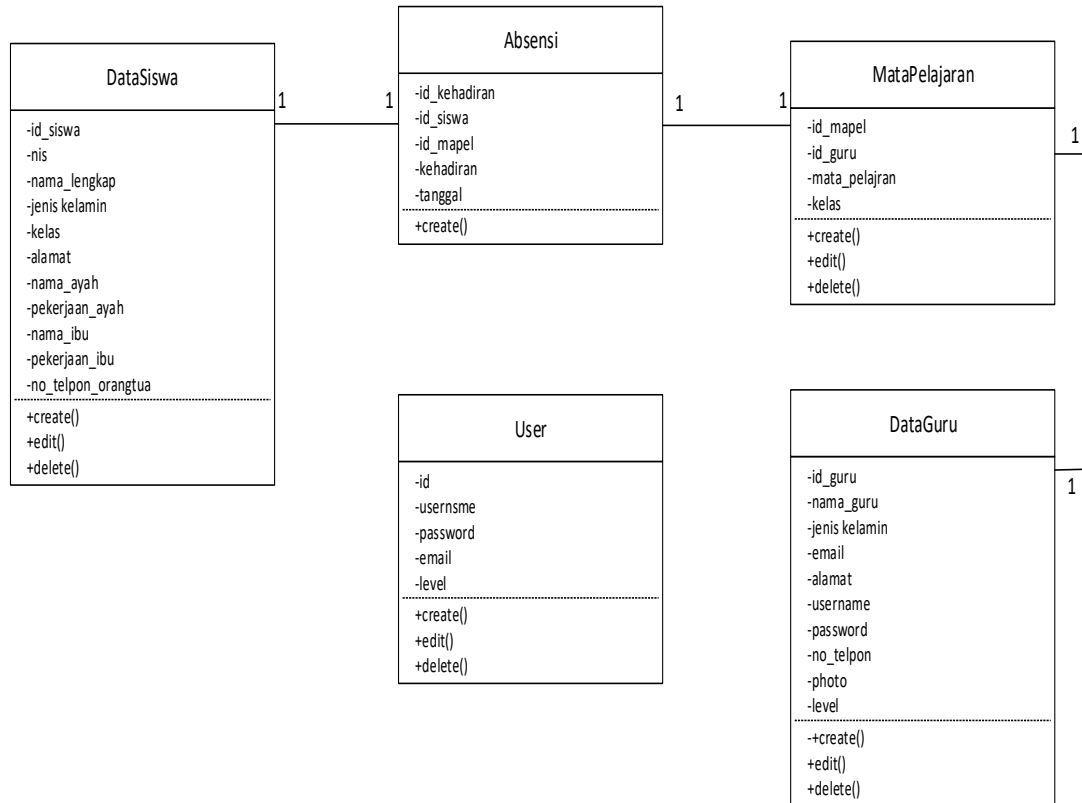 DataSiswa
-id_siswa
-nis
-nama_lengkap
-jenis kelamin
-kelas
-alamat
-nama_ayah
-pekerjaan_ayah
-nama_ibu
-pekerjaan_ibu
-no_telpon_orangtua
+create()
+edit()
+delete()
1
1
Absensi
-id_kehadiran
-id_siswa
-id_mapel
-kehadiran
-tanggal
+create()
1
1
MataPelajaran
-id_mapel
-id_guru
-mata_pelajran
-kelas
+create()
+edit()
+delete()
1
User
-id
-usernsme
-password
-email
-level
+create()
+edit()
+delete()
DataGuru
-id_guru
-nama_guru
-jenis kelamin
-email
-alamat
-username
-password
-no_telpon
-photo
-level
-+create()
+edit()
+delete()
1